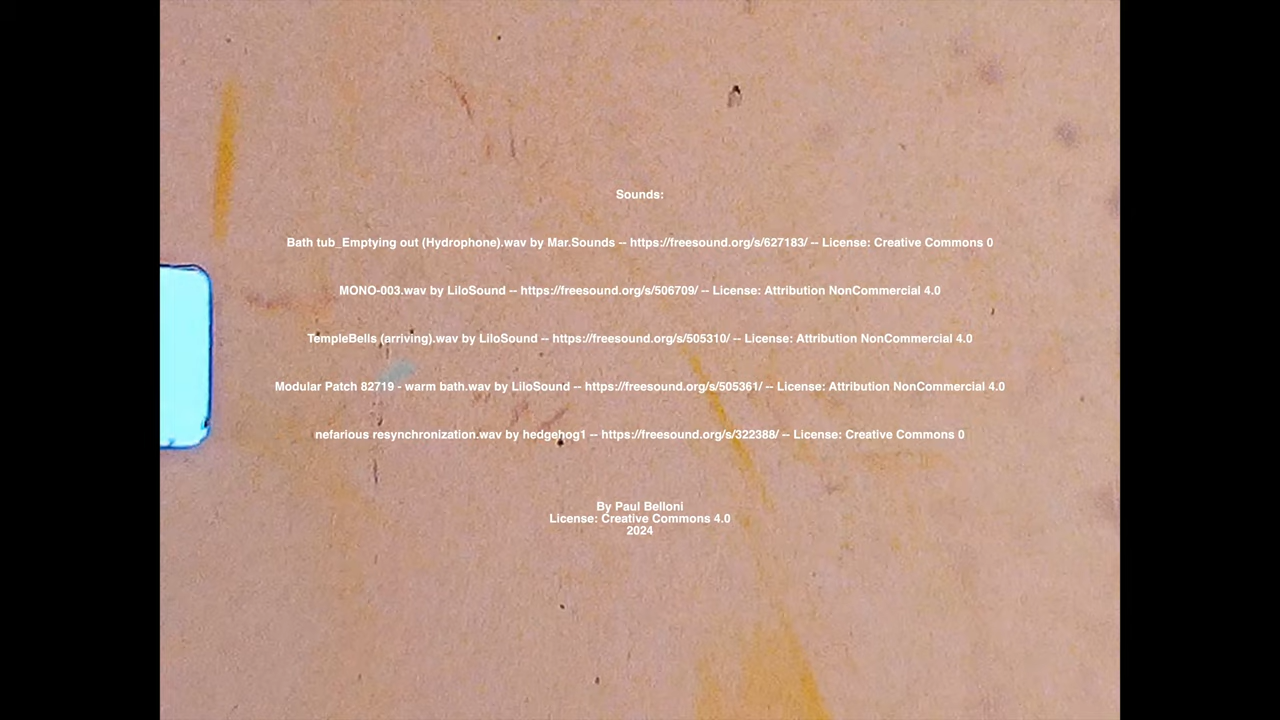 Sounds:
Bath tub_Emptying out (Hydrophone).wav by Mar.Sounds -- https://freesound.org/s/627183/ -- License: Creative Commons 0
MONO-003.wav by LiloSound -- https://freesound.org/s/506709/ -- License: Attribution NonCommercial 4.0
TempleBells (arriving).wav by LiloSound -- https://freesound.org/s/505310/ -- License: Attribution NonCommercial 4.0
Modular Patch 82719 - warm bath.wav by LiloSound -- https://freesound.org/s/505361/ -- License: Attribution NonCommercial 4.0
nefarious resynchronization.wav by hedgehog1 -- https://freesound.org/s/322388/ -- License: Creative Commons 0
By Paul Belloni
License: Creative Commons 4.0
2024